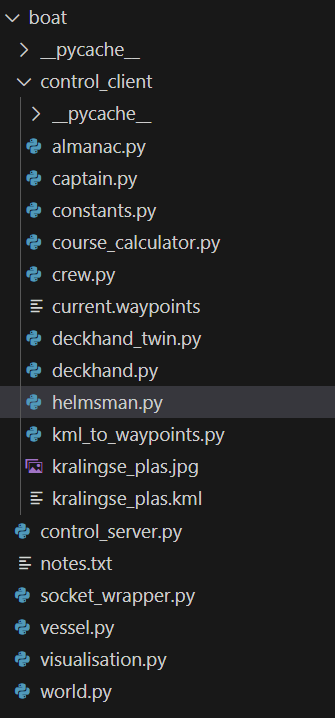 boat
__pycache__
control_client
__pycache__
almanac.py
captain.py
constants.py
course_calculator.py
crew.py
current.waypoints
deckhand_twin.py
deckhand.py
helmsman.py
kml_to_waypoints.py
kralingse_plas.jpg
kralingse_plas.kml
control_server.py
notes.txt
socket_wrapper.py
vessel.py
visualisation.py
world.py